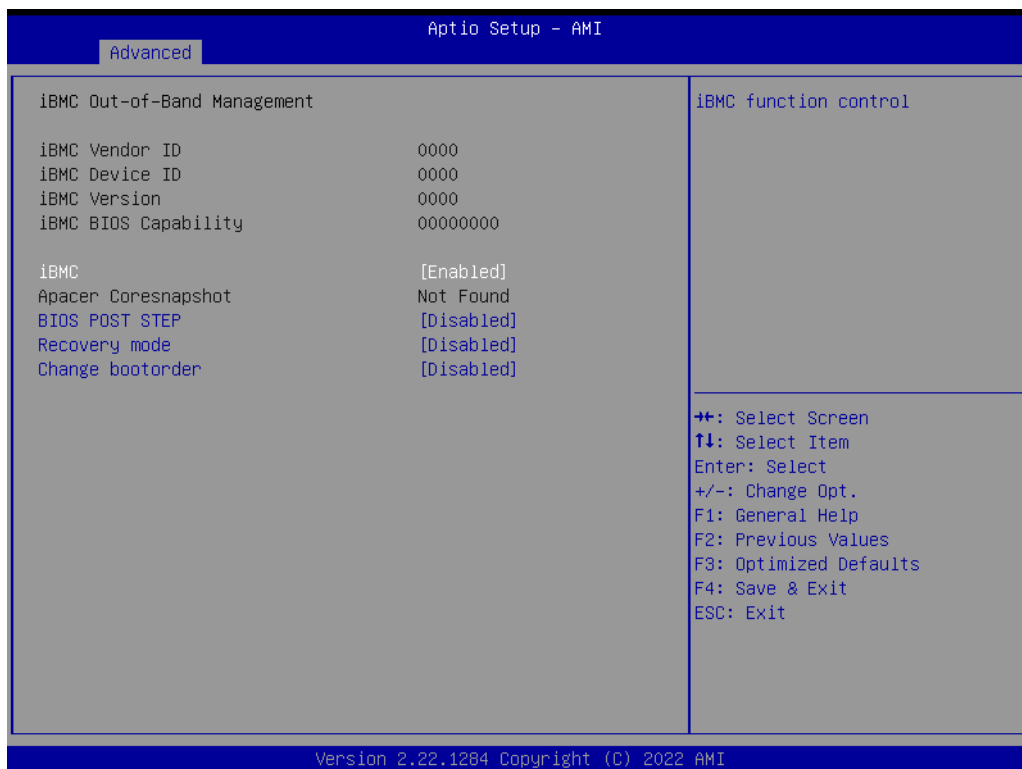 Aptio Setup – AMI
Advanced
iBMC Out-of-Band Management
iBMC Vendor ID 0000
iBMC Device ID 0000
iBMC Version 0000
iBMC BIOS Capability 00000000
iBMC [Enabled]
Apacer Coresnapshot Not Found
BIOS POST STEP [Disabled]
Recovery mode [Disabled]
Change bootorder [Disabled]
iBMC function control
→←: Select Screen
↑↓: Select Item
Enter: Select
+/-: Change Opt.
F1: General Help
F2: Previous Values
F3: Optimized Defaults
F4: Save & Exit
ESC: Exit
Version 2.22.1284 Copyright (C) 2022 AMI